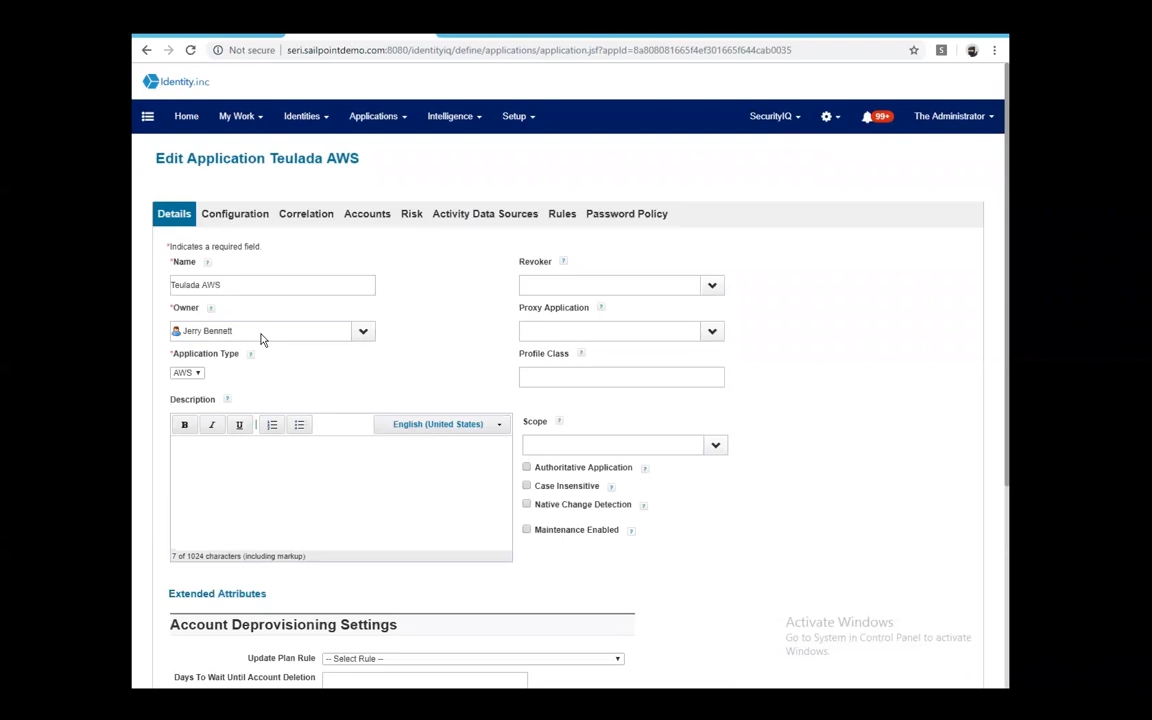 Not secure seri.sailpointdemo.com:8080/identityiq/define/applications/application.jsf?appId=8a808081665f4ef301665f644cab0035 S
Identity.inc
Home My Work Identities Applications Intelligence Setup SecurityIQ 99+ The Administrator
Edit Application Teulada AWS
Details Configuration Correlation Accounts Risk Activity Data Sources Rules Password Policy
*Indicates a required field.
*Name ? Revoker ?
Teulada AWS
*Owner ? Proxy Application ?
Jerry Bennett
*Application Type ? Profile Class ?
AWS
Description ?
B I U English (United States) Scope ?
Authoritative Application ?
Case Insensitive ?
Native Change Detection ?
Maintenance Enabled ?
7 of 1024 characters (including markup)
Extended Attributes
Account Deprovisioning Settings
Activate Windows
Go to System in Control Panel to activate
Windows.
Update Plan Rule -- Select Rule --
Days To Wait Until Account Deletion